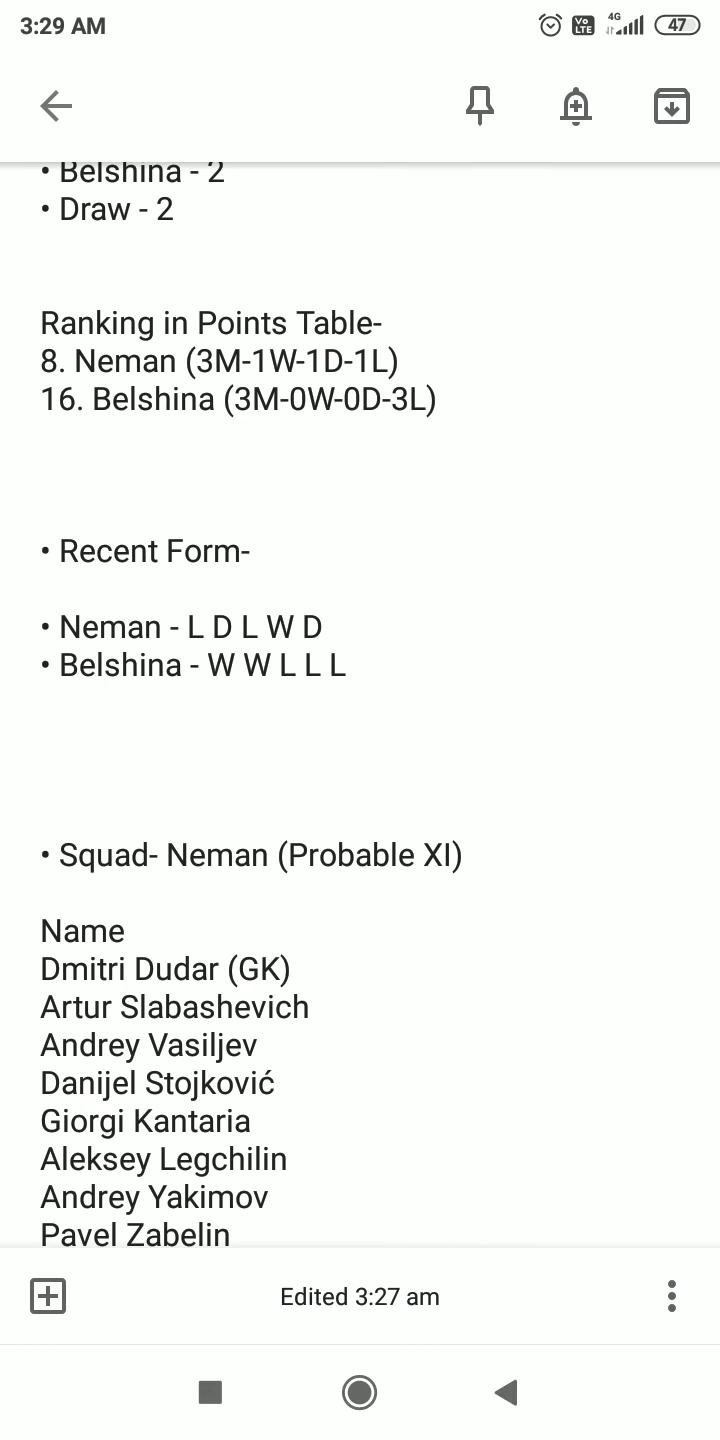 3:29 AM
Vo LTE
4G
47
• Belshina - 2
• Draw - 2
Ranking in Points Table-
8. Neman (3M-1W-1D-1L)
16. Belshina (3M-0W-0D-3L)
• Recent Form-
• Neman - L D L W D
• Belshina - W W L L L
• Squad- Neman (Probable XI)
Name
Dmitri Dudar (GK)
Artur Slabashevich
Andrey Vasiljev
Danijel Stojković
Giorgi Kantaria
Aleksey Legchilin
Andrey Yakimov
Pavel Zabelin
Edited 3:27 am